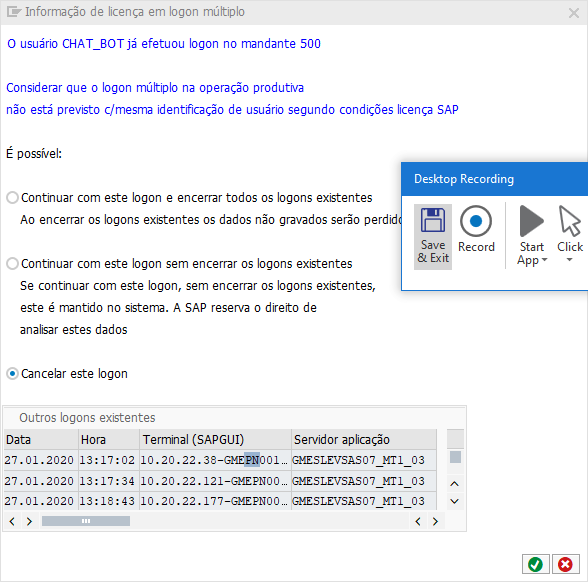 Informação de licença em logon múltiplo
O usuário CHAT_BOT já efetuou logon no mandante 500
Considerar que o logon múltiplo na operação produtiva
não está previsto c/mesma identificação de usuário segundo condições licença SAP
É possível:
Continuar com este logon e encerrar todos os logons existentes
Ao encerrar os logons existentes os dados não gravados serão perdido
Desktop Recording
Save & Exit
Record
Start App
Click
Continuar com este logon sem encerrar os logons existentes
Se continuar com este logon, sem encerrar os logons existentes,
este é mantido no sistema. A SAP reserva o direito de
analisar estes dados
Cancelar este logon
Outros logons existentes
Data Hora Terminal (SAPGUI) Servidor aplicação
27.01.2020 13:17:02 10.20.22.38-GMEPN001… GMESLEVSAS07_MT1_03
27.01.2020 13:17:34 10.20.22.121-GMEPN00… GMESLEVSAS07_MT1_03
27.01.2020 13:18:43 10.20.22.177-GMEPN00… GMESLEVSAS07_MT1_03